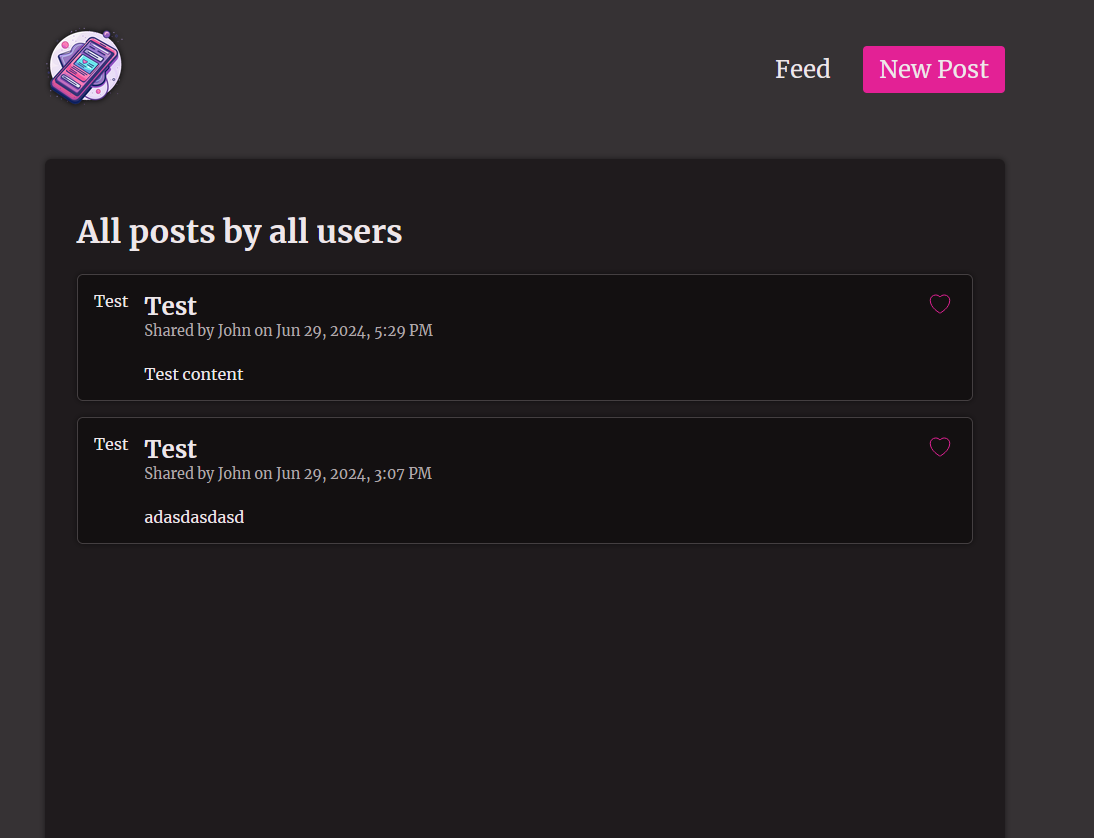 Feed
New Post
All posts by all users
Test
Test
Shared by John on Jun 29, 2024, 5:29 PM
Test content
Test
Test
Shared by John on Jun 29, 2024, 3:07 PM
adasdasdasd